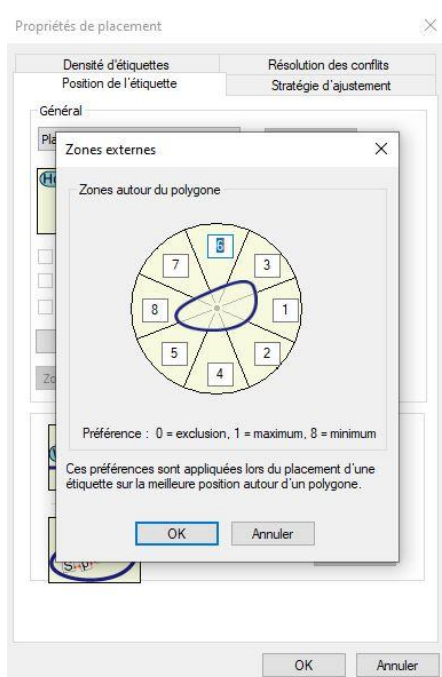 Propriétés de placement
Densité d'étiquettes
Résolution des conflits
Position de l'étiquette
Stratégie d'ajustement
Général
Pla
Zones externes
Zones autour du polygone
6
7
3
8
1
5
2
4
Préférence : 0 = exclusion, 1 = maximum, 8 = minimum
Zo
Ces préférences sont appliquées lors du placement d'une
étiquette sur la meilleure position autour d'un polygone.
OK
Annuler
OK
Annuler